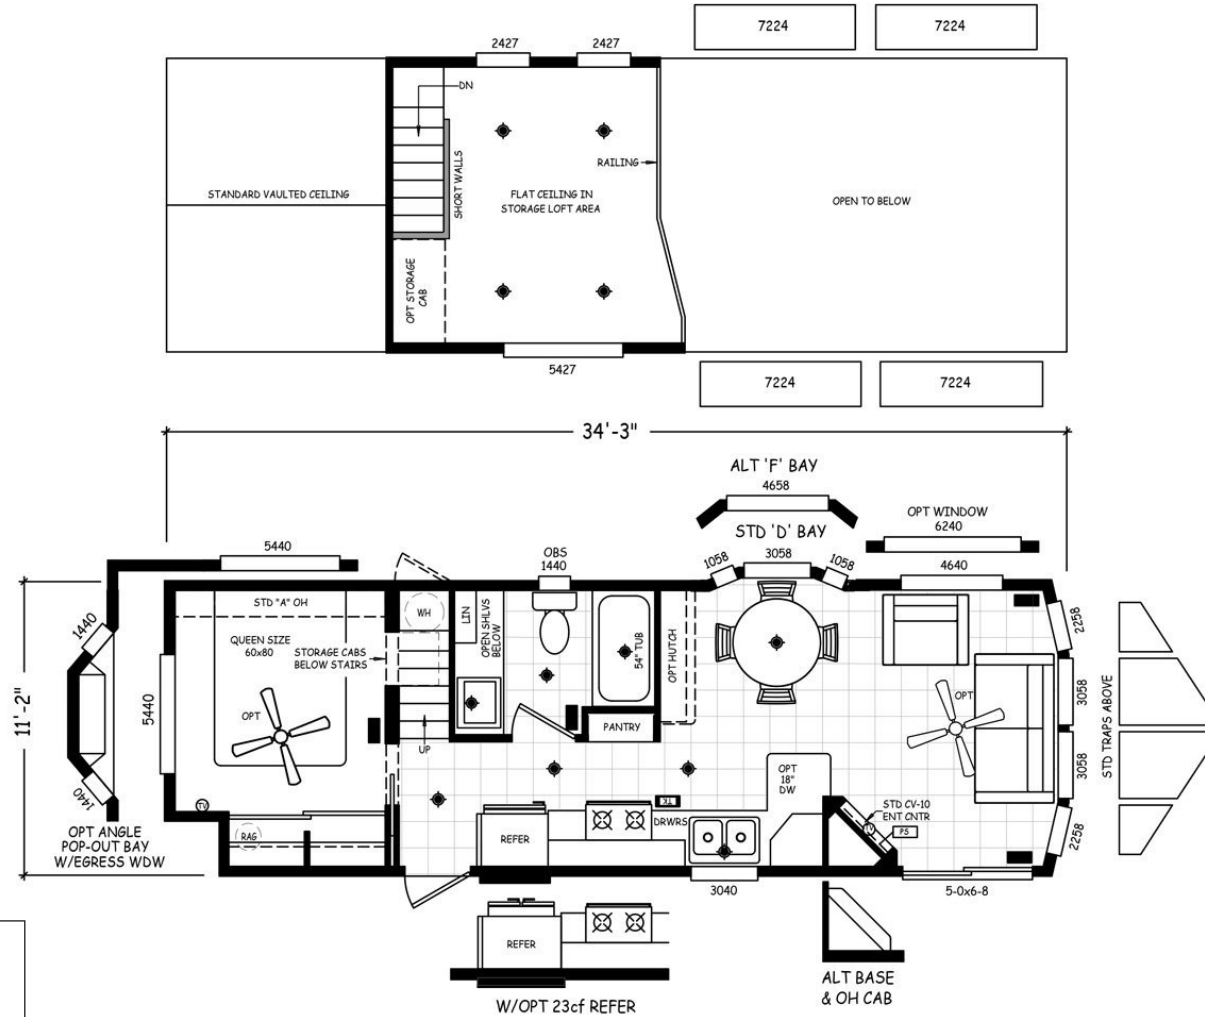 7224
7224
2427
2427
DN
SHORT WALLS
RAILING
STANDARD VAULTED CEILING
FLAT CEILING IN
STORAGE LOFT AREA
OPEN TO BELOW
OPT STORAGE
CAB
5427
7224
7224
34'-3"
ALT 'F' BAY
4658
STD 'D' BAY
OPT WINDOW
6240
5440
OBS
1440
1058
3058
1058
4640
1440
STD "A" OH
QUEEN SIZE
60x80
STORAGE CABS
BELOW STAIRS
WH
LIN
OPEN SHLVS
BELOW
54" TUB
OPT HUTCH
2258
3058
3058
2258
STD TRAPS ABOVE
11'-2"
5440
OPT
UP
PANTRY
OPT
OPT
18"
DW
1440
TV
RAG
OPT ANGLE
POP-OUT BAY
W/EGRESS WDW
REFER
TK
DRWRS
STD CV-10
ENT CNTR
TV
PS
3040
5-0x6-8
REFER
W/OPT 23cf REFER
ALT BASE
& OH CAB